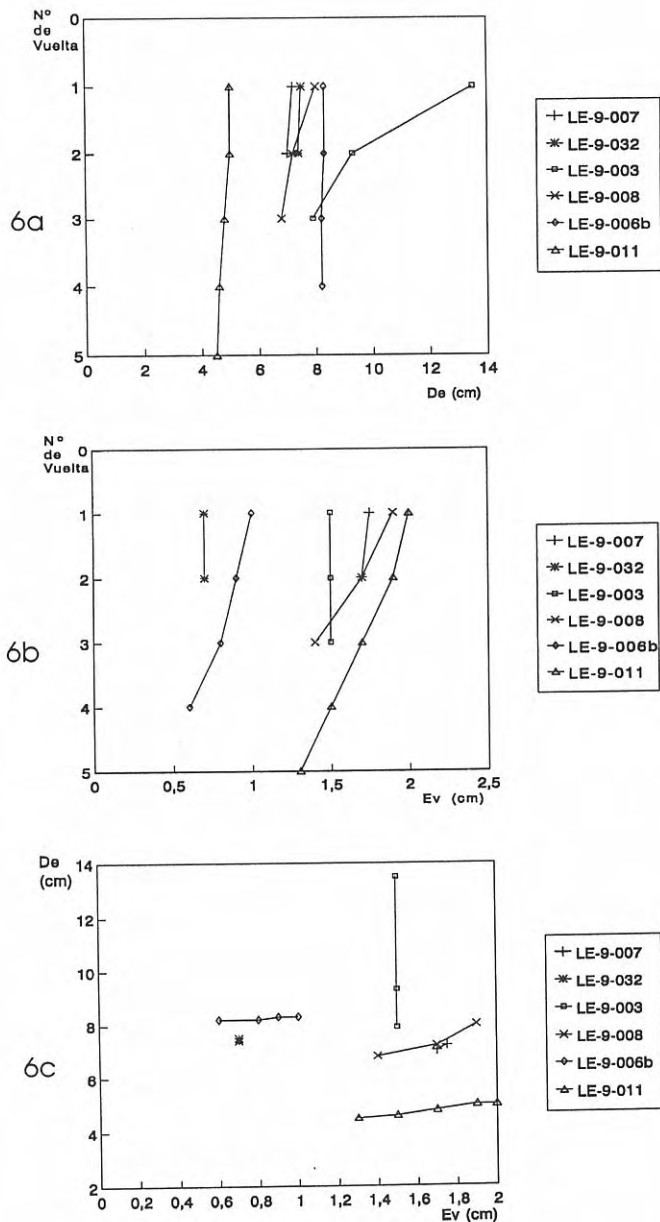 6a
Nº
de
Vuelta
0
1
2
3
4
5
0 2 4 6 8 10 12 14
De (cm)
LE-9-007
LE-9-032
LE-9-003
LE-9-008
LE-9-006b
LE-9-011
6b
Nº
de
Vuelta
0
1
2
3
4
5
0 0,5 1 1,5 2 2,5
Ev (cm)
LE-9-007
LE-9-032
LE-9-003
LE-9-008
LE-9-006b
LE-9-011
6c
De
(cm)
14
12
10
8
6
4
2
0 0,2 0,4 0,6 0,8 1 1,2 1,4 1,6 1,8 2
Ev (cm)
LE-9-007
LE-9-032
LE-9-003
LE-9-008
LE-9-006b
LE-9-011